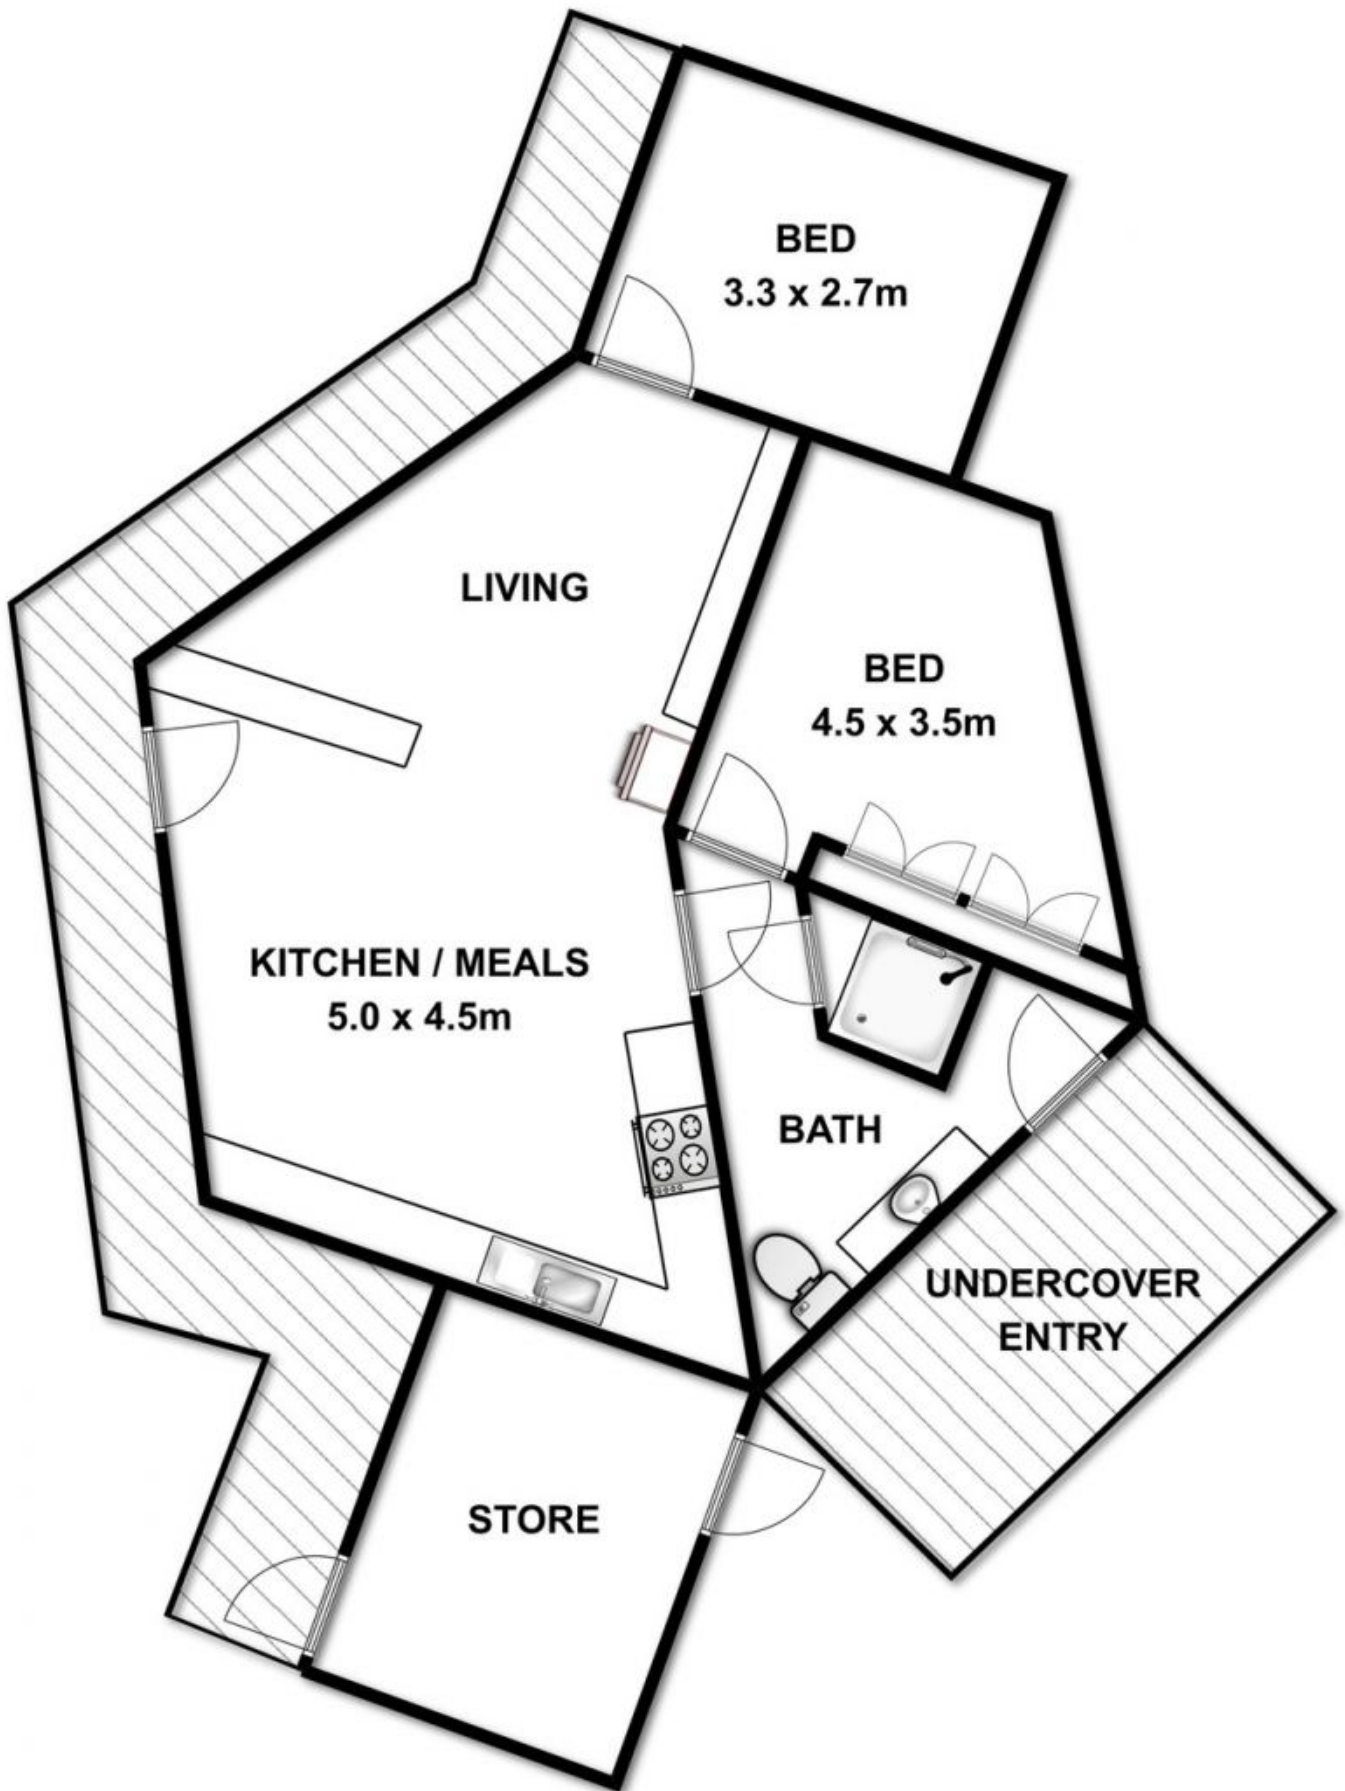 BED
3.3 x 2.7m
LIVING
BED
4.5 x 3.5m
KITCHEN / MEALS
5.0 x 4.5m
BATH
UNDERCOVER
ENTRY
STORE